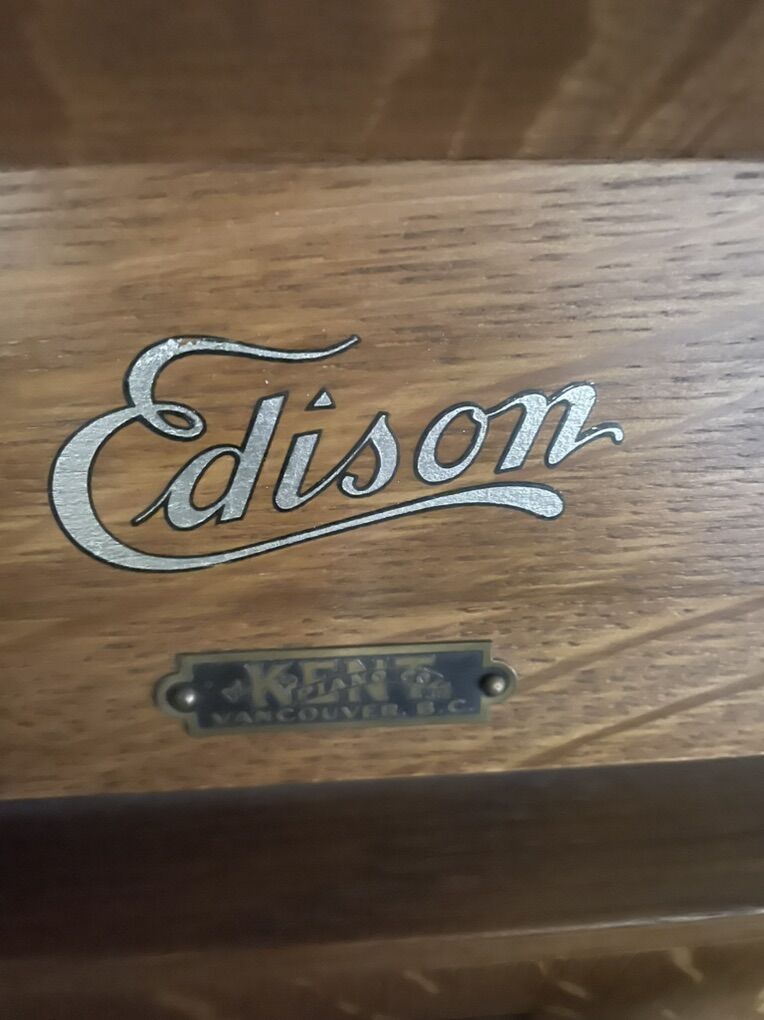 Edison
KENT
PIANO CO.
VANCOUVER, B.C.